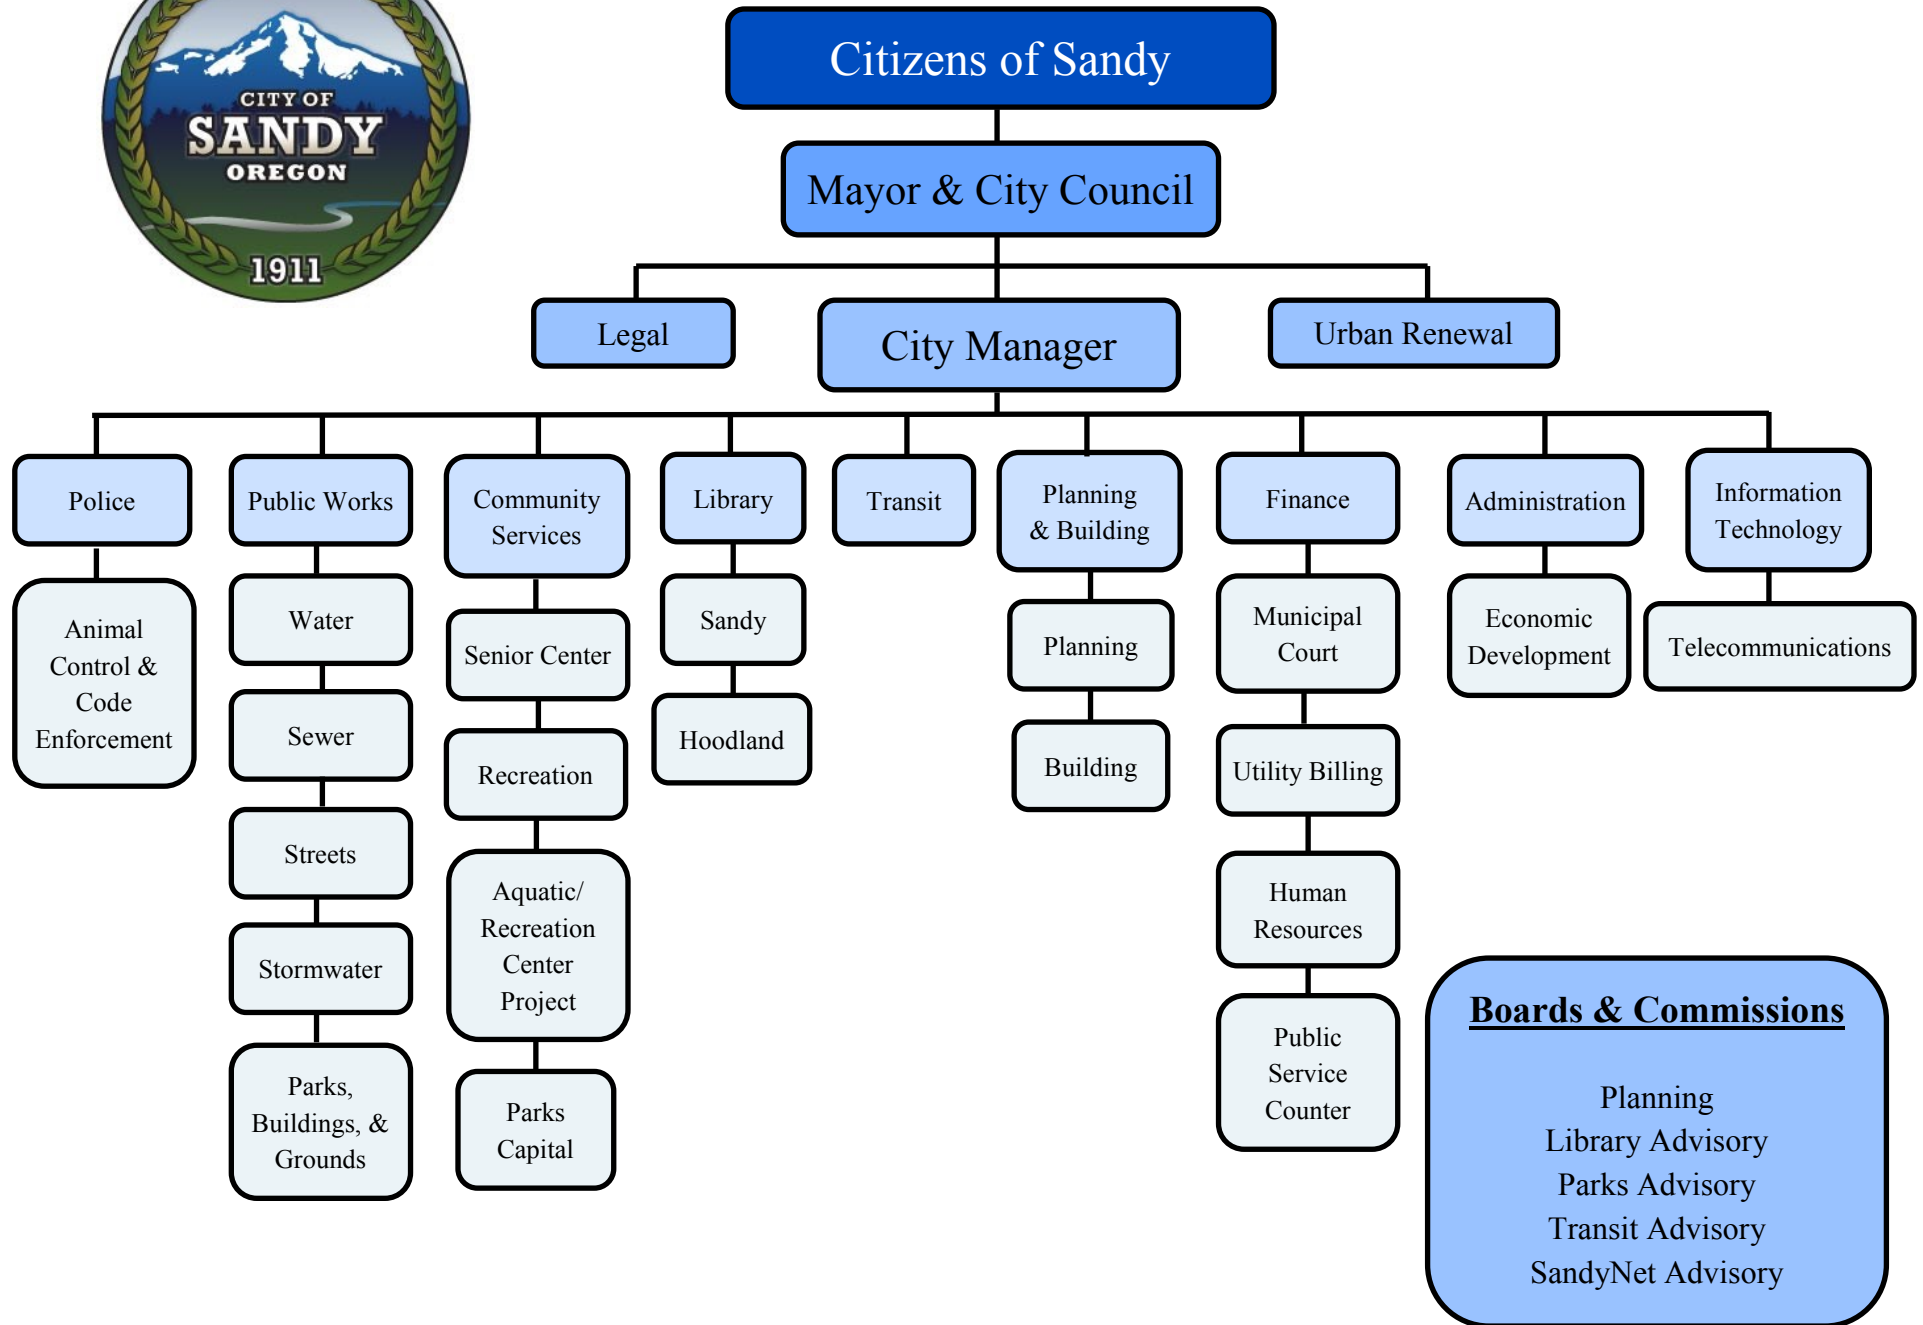 CITY OF
SANDY
OREGON
1911
Citizens of Sandy
Mayor & City Council
Legal
City Manager
Urban Renewal
Police
Public Works
Community
Services
Library
Transit
Planning
& Building
Finance
Administration
Information
Technology
Animal
Control &
Code
Enforcement
Water
Sewer
Streets
Stormwater
Parks,
Buildings, &
Grounds
Senior Center
Recreation
Aquatic/
Recreation
Center
Project
Parks
Capital
Sandy
Hoodland
Planning
Building
Municipal
Court
Utility Billing
Human
Resources
Public
Service
Counter
Economic
Development
Telecommunications
Boards & Commissions
Planning
Library Advisory
Parks Advisory
Transit Advisory
SandyNet Advisory